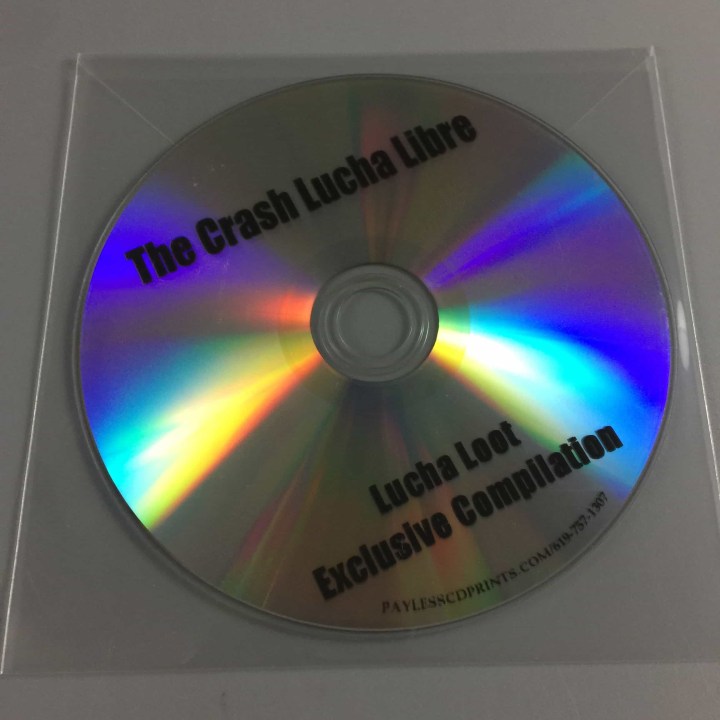 The Crash Lucha Libre
Lucha Loot
Exclusive Compilation
PAYLESSCDPRINTS.COM/619-757-1307